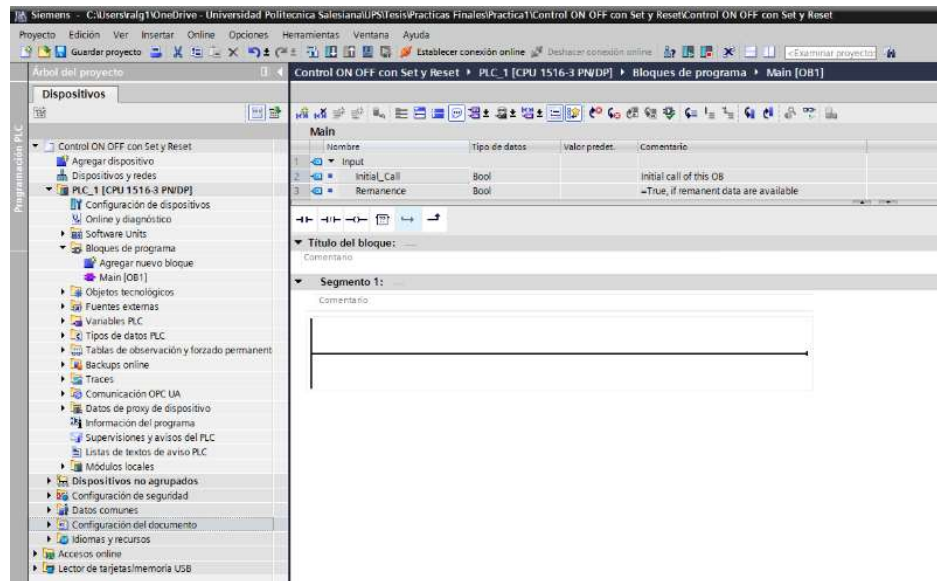 Siemens - C:\Users\ralg1\OneDrive - Universidad Politecnica Salesiana\UPS\Tesis\Practicas Finales\Practica1\Control ON OFF con Set y Reset\Control ON OFF con Set y Reset
Proyecto Edición Ver Insertar Online Opciones Herramientas Ventana Ayuda
Guardar proyecto Establecer conexión online Deshacer conexión online <Examinar proyecto>
Árbol del proyecto
Control ON OFF con Set y Reset PLC_1 [CPU 1516-3 PN/DP] Bloques de programa Main [OB1]
Dispositivos
Programación PLC
Control ON OFF con Set y Reset
Agregar dispositivo
Dispositivos y redes
PLC_1 [CPU 1516-3 PN/DP]
Configuración de dispositivos
Online y diagnóstico
Software Units
Bloques de programa
Agregar nuevo bloque
Main [OB1]
Objetos tecnológicos
Fuentes externas
Variables PLC
Tipos de datos PLC
Tablas de observación y forzado permanent
Backups online
Traces
Comunicación OPC UA
Datos de proxy de dispositivo
Información del programa
Supervisiones y avisos del PLC
Listas de textos de aviso PLC
Módulos locales
Dispositivos no agrupados
Configuración de seguridad
Datos comunes
Configuración del documento
Idiomas y recursos
Accesos online
Lector de tarjetas/memoria USB
Main
Nombre Tipo de datos Valor predet. Comentario
1 Input
2 Initial_Call Bool Initial call of this OB
3 Remanence Bool =True, if remanent data are available
Título del bloque: ...
Comentario
Segmento 1: ...
Comentario